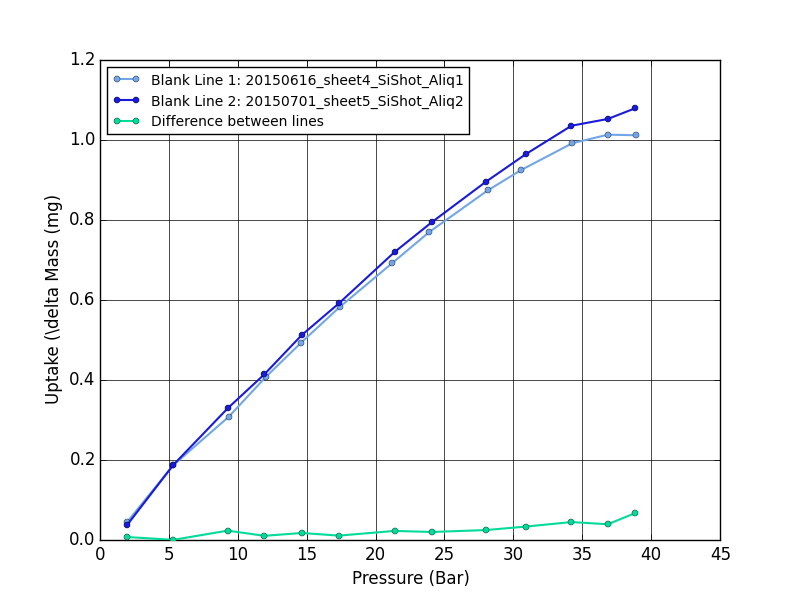 Blank Line 1: 20150616_sheet4_SiShot_Aliq1
Blank Line 2: 20150701_sheet5_SiShot_Aliq2
Difference between lines
Uptake (\delta Mass (mg)
1.2
1.0
0.8
0.6
0.4
0.2
0.0
0 5 10 15 20 25 30 35 40 45
Pressure (Bar)